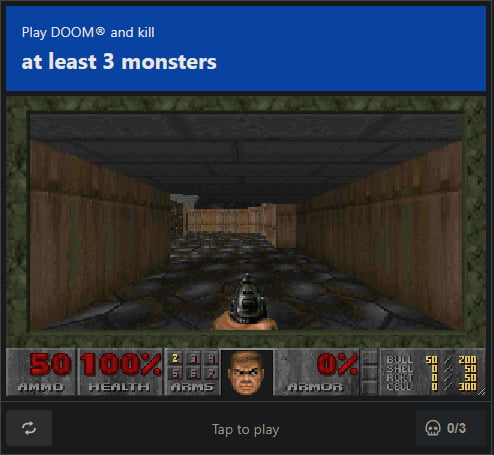 Play DOOM® and kill
at least 3 monsters
50 100% 2 3 4 0% BULL 50 / 200
5 6 7 SHEL 0 / 50
RCKT 0 / 50
AMMO HEALTH ARMS ARMOR CELL 0 / 300
Tap to play 0/3